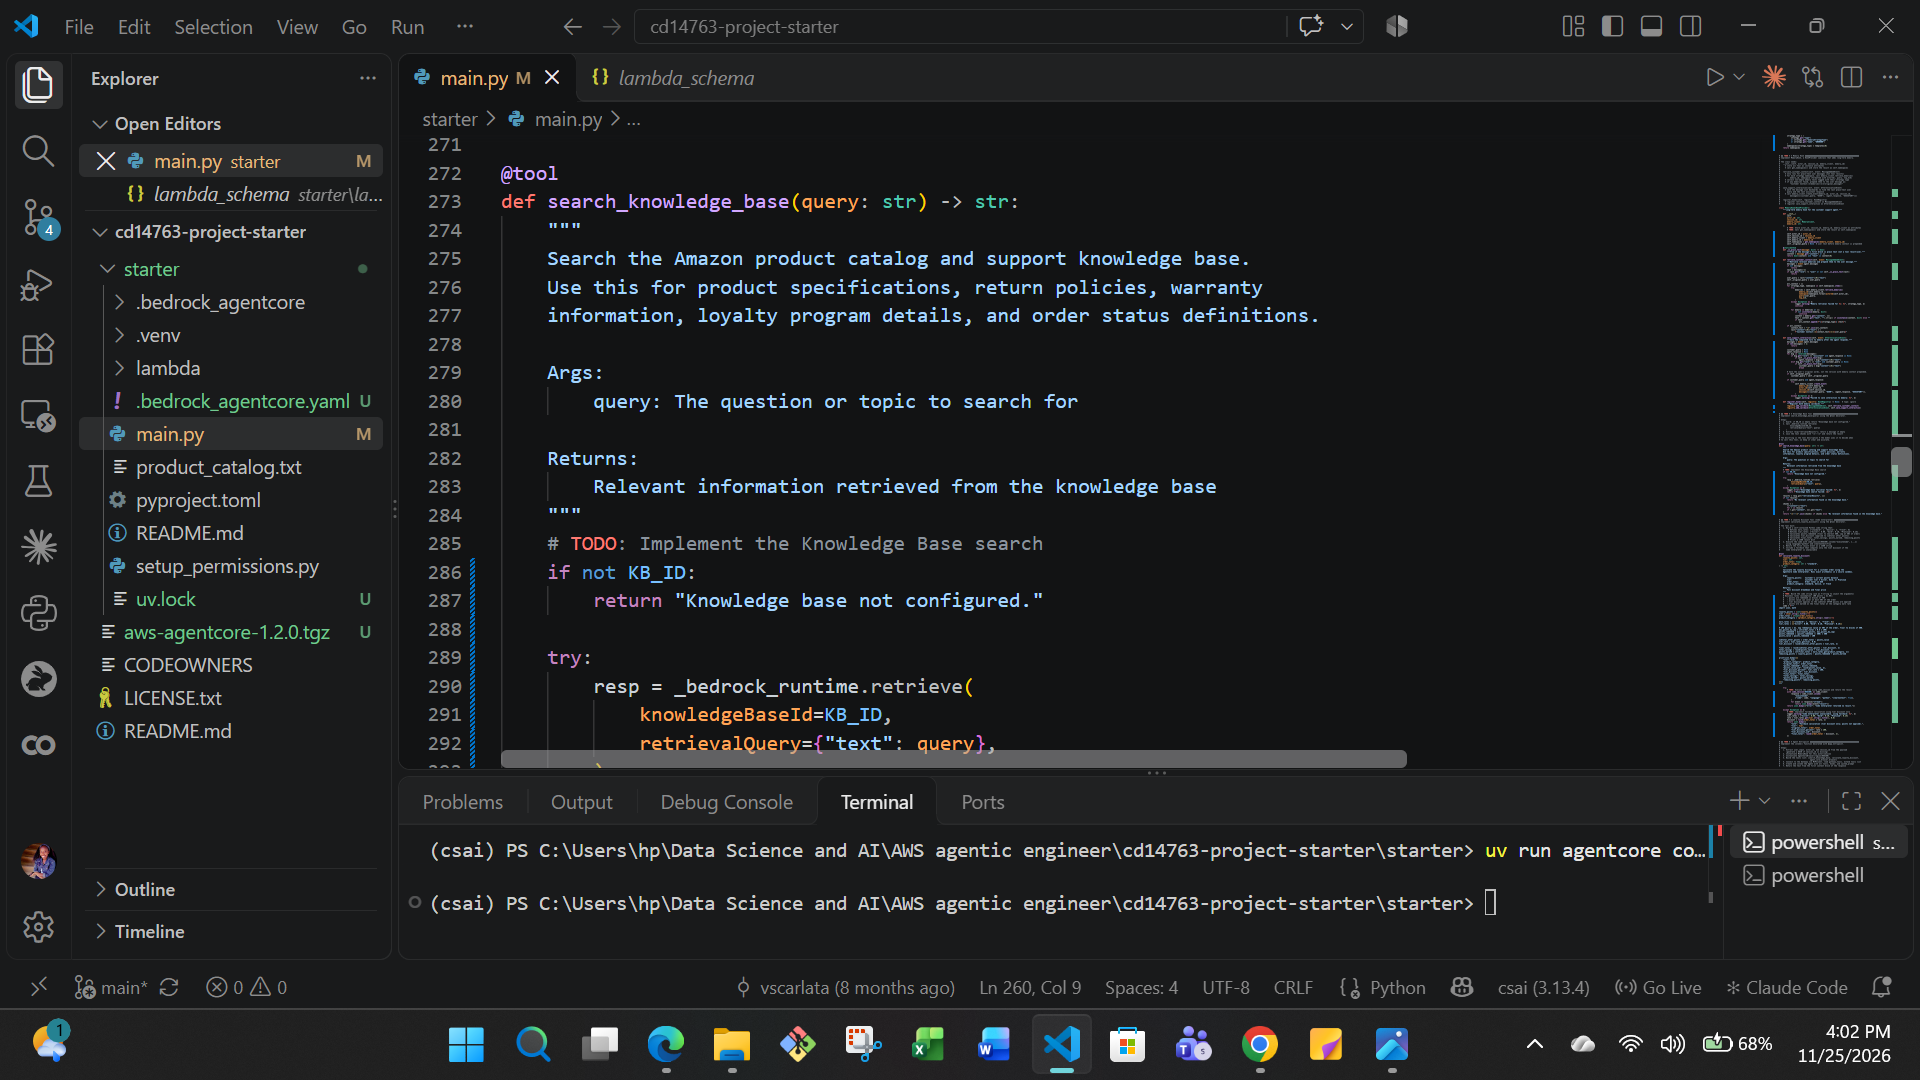 File Edit Selection View Go Run ···
cd14763-project-starter
Explorer ···
Open Editors
main.py starter M
{} lambda_schema starter\la...
cd14763-project-starter
starter
.bedrock_agentcore
.venv
lambda
! .bedrock_agentcore.yaml U
main.py M
product_catalog.txt
pyproject.toml
README.md
setup_permissions.py
uv.lock U
aws-agentcore-1.2.0.tgz U
CODEOWNERS
LICENSE.txt
README.md
Outline
Timeline
4
main.py M
{} lambda_schema
starter > main.py > ...
271
272 @tool
273 def search_knowledge_base(query: str) -> str:
274 """
275 Search the Amazon product catalog and support knowledge base.
276 Use this for product specifications, return policies, warranty
277 information, loyalty program details, and order status definitions.
278
279 Args:
280 query: The question or topic to search for
281
282 Returns:
283 Relevant information retrieved from the knowledge base
284 """
285 # TODO: Implement the Knowledge Base search
286 if not KB_ID:
287 return "Knowledge base not configured."
288
289 try:
290 resp = _bedrock_runtime.retrieve(
291 knowledgeBaseId=KB_ID,
292 retrievalQuery={"text": query},
Problems Output Debug Console Terminal Ports
(csai) PS C:\Users\hp\Data Science and AI\AWS agentic engineer\cd14763-project-starter\starter> uv run agentcore co...
(csai) PS C:\Users\hp\Data Science and AI\AWS agentic engineer\cd14763-project-starter\starter>
powershell s...
powershell
main* 0 0 vscarlata (8 months ago) Ln 260, Col 9 Spaces: 4 UTF-8 CRLF {} Python csai (3.13.4) Go Live Claude Code
1
68%
4:02 PM
11/25/2026